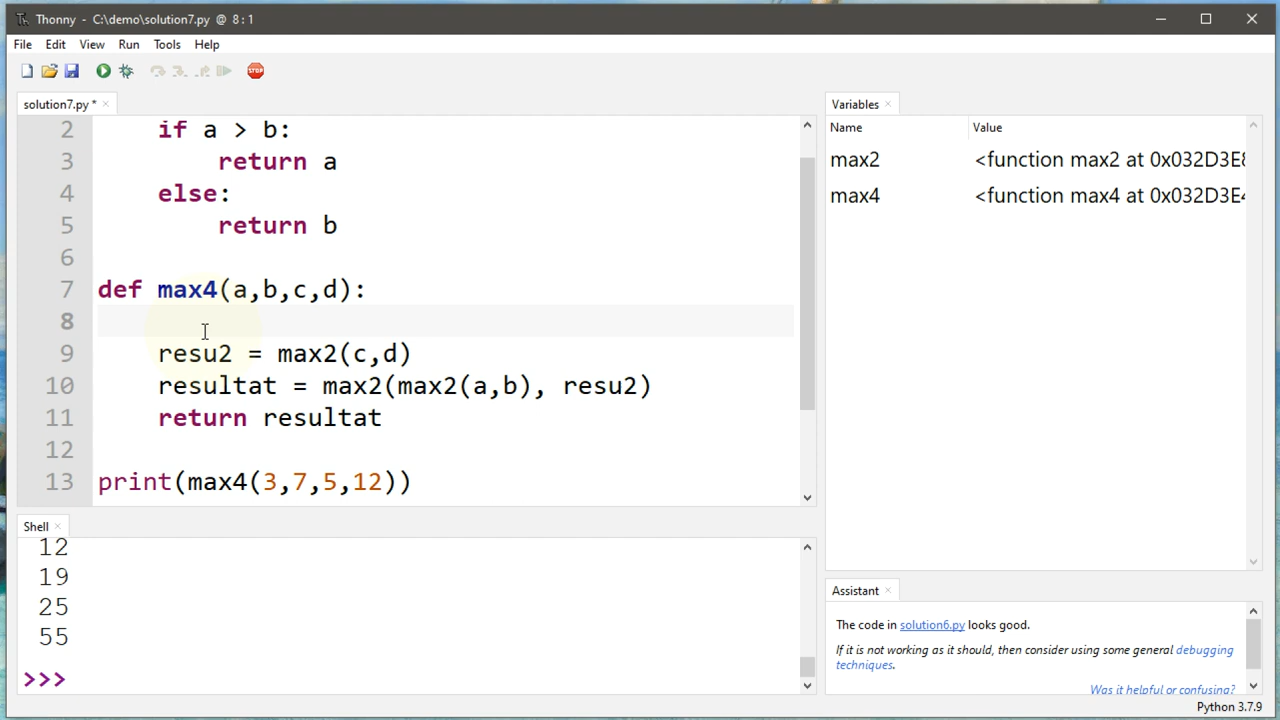 Thonny - C:\demo\solution7.py @ 8:1
File Edit View Run Tools Help
STOP
solution7.py *
2 if a > b:
3 return a
4 else:
5 return b
6
7 def max4(a,b,c,d):
8
9 resu2 = max2(c,d)
10 resultat = max2(max2(a,b), resu2)
11 return resultat
12
13 print(max4(3,7,5,12))
Shell
12
19
25
55
>>>
Variables
Name Value
max2 <function max2 at 0x032D3E8
max4 <function max4 at 0x032D3E4
Assistant
The code in solution6.py looks good.
If it is not working as it should, then consider using some general debugging
techniques.
Was it helpful or confusing?
Python 3.7.9